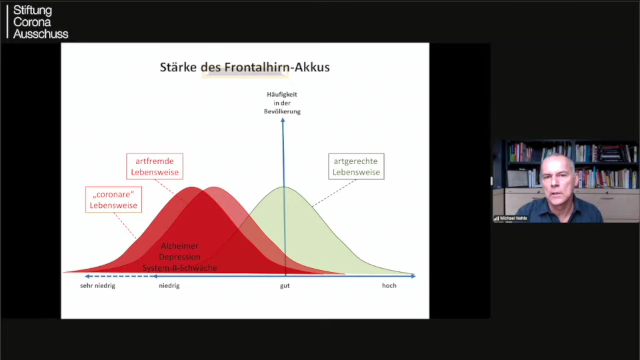 Stiftung
Corona
Ausschuss
Stärke des Frontalhirn-Akkus
Häufigkeit
in der
Bevölkerung
artfremde
Lebensweise
artgerechte
Lebensweise
„coronare“
Lebensweise
Alzheimer
Depression
System-II-Schwäche
sehr niedrig
niedrig
gut
hoch
Michael Nehls